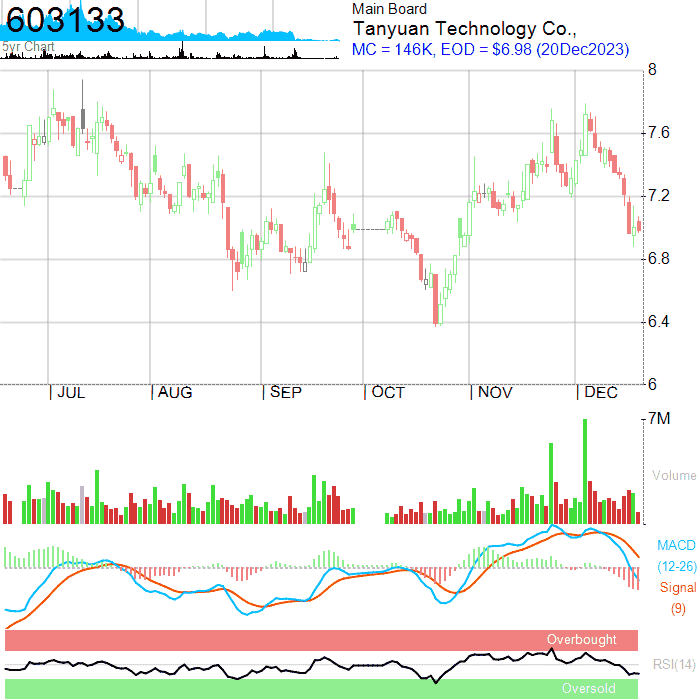 603133
5yr Chart
Main Board
Tanyuan Technology Co.,
MC = 146K, EOD = $6.98 (20Dec2023)
8
7.6
7.2
6.8
6.4
6
JUL AUG SEP OCT NOV DEC
7M
Volume
MACD
(12-26)
Signal
(9)
Overbought
RSI(14)
Oversold